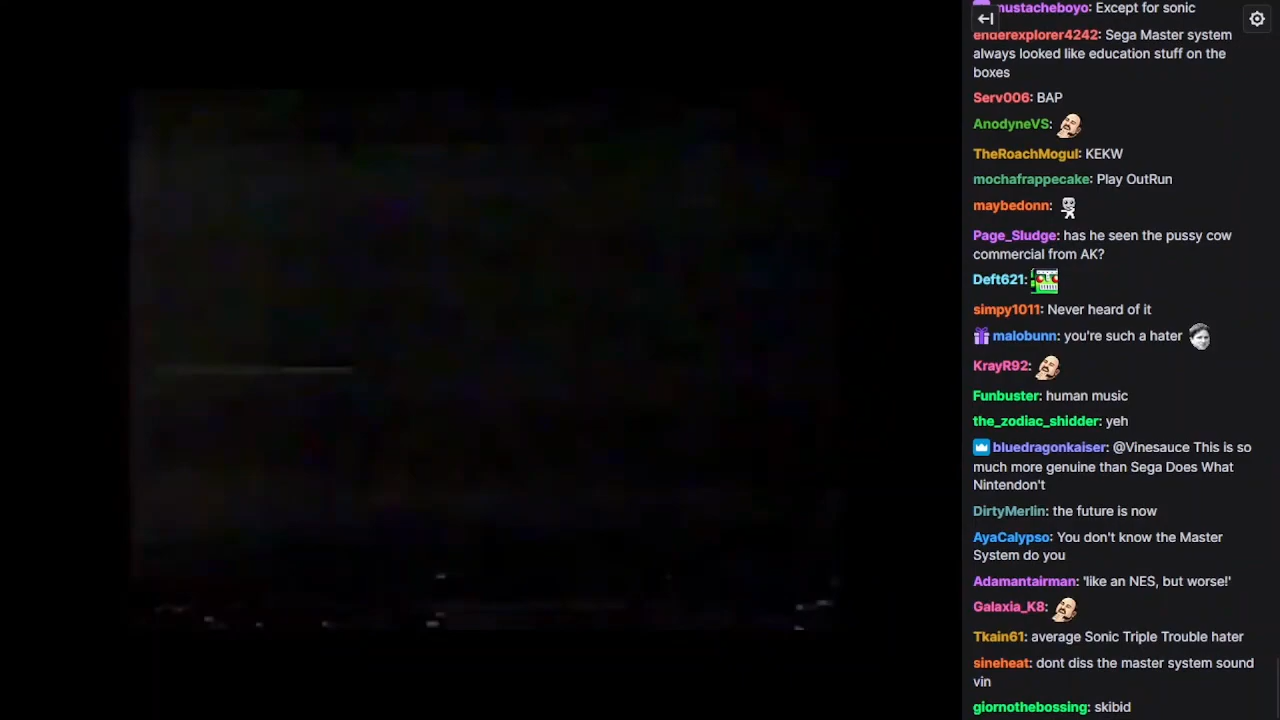 mustacheboyo: Except for sonic
enderexplorer4242: Sega Master system
always looked like education stuff on the
boxes
Serv006: BAP
AnodyneVS:
TheRoachMogul: KEKW
mochafrappecake: Play OutRun
maybedonn:
Page_Sludge: has he seen the pussy cow
commercial from AK?
Deft621:
simpy1011: Never heard of it
malobunn: you're such a hater
KrayR92:
Funbuster: human music
the_zodiac_shidder: yeh
bluedragonkaiser: @Vinesauce This is so
much more genuine than Sega Does What
Nintendon't
DirtyMerlin: the future is now
AyaCalypso: You don't know the Master
System do you
Adamantairman: 'like an NES, but worse!'
Galaxia_K8:
Tkain61: average Sonic Triple Trouble hater
sineheat: dont diss the master system sound
vin
giornothebossing: skibid